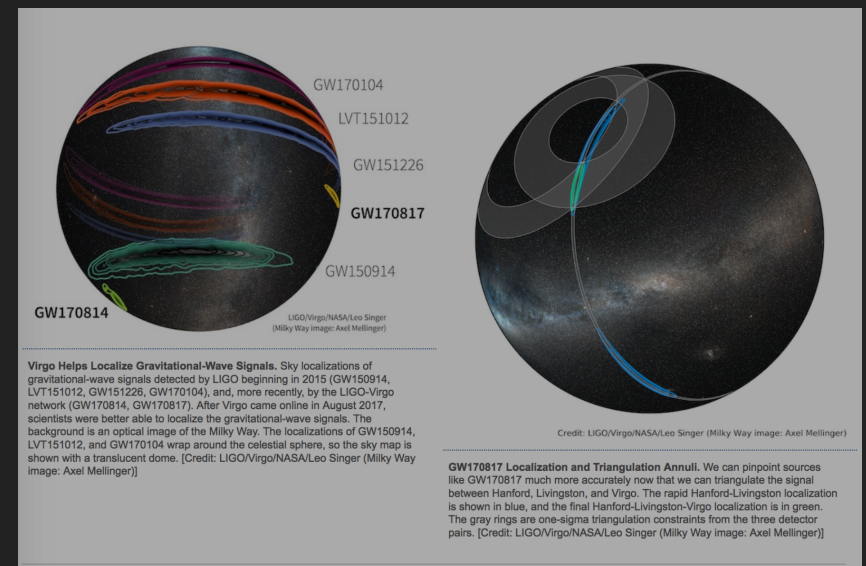 GW170104
LVT151012
GW151226
GW170817
GW150914
GW170814
LIGO/Virgo/NASA/Leo Singer
(Milky Way image: Axel Mellinger)
Virgo Helps Localize Gravitational-Wave Signals. Sky localizations of
gravitational-wave signals detected by LIGO beginning in 2015 (GW150914,
LVT151012, GW151226, GW170104), and, more recently, by the LIGO-Virgo
network (GW170814, GW170817). After Virgo came online in August 2017,
scientists were better able to localize the gravitational-wave signals. The
background is an optical image of the Milky Way. The localizations of GW150914,
LVT151012, and GW170104 wrap around the celestial sphere, so the sky map is
shown with a translucent dome. [Credit: LIGO/Virgo/NASA/Leo Singer (Milky Way
image: Axel Mellinger)]
Credit: LIGO/Virgo/NASA/Leo Singer (Milky Way image: Axel Mellinger)
GW170817 Localization and Triangulation Annuli. We can pinpoint sources
like GW170817 much more accurately now that we can triangulate the signal
between Hanford, Livingston, and Virgo. The rapid Hanford-Livingston localization
is shown in blue, and the final Hanford-Livingston-Virgo localization is in green.
The gray rings are one-sigma triangulation constraints from the three detector
pairs. [Credit: LIGO/Virgo/NASA/Leo Singer (Milky Way image: Axel Mellinger)]